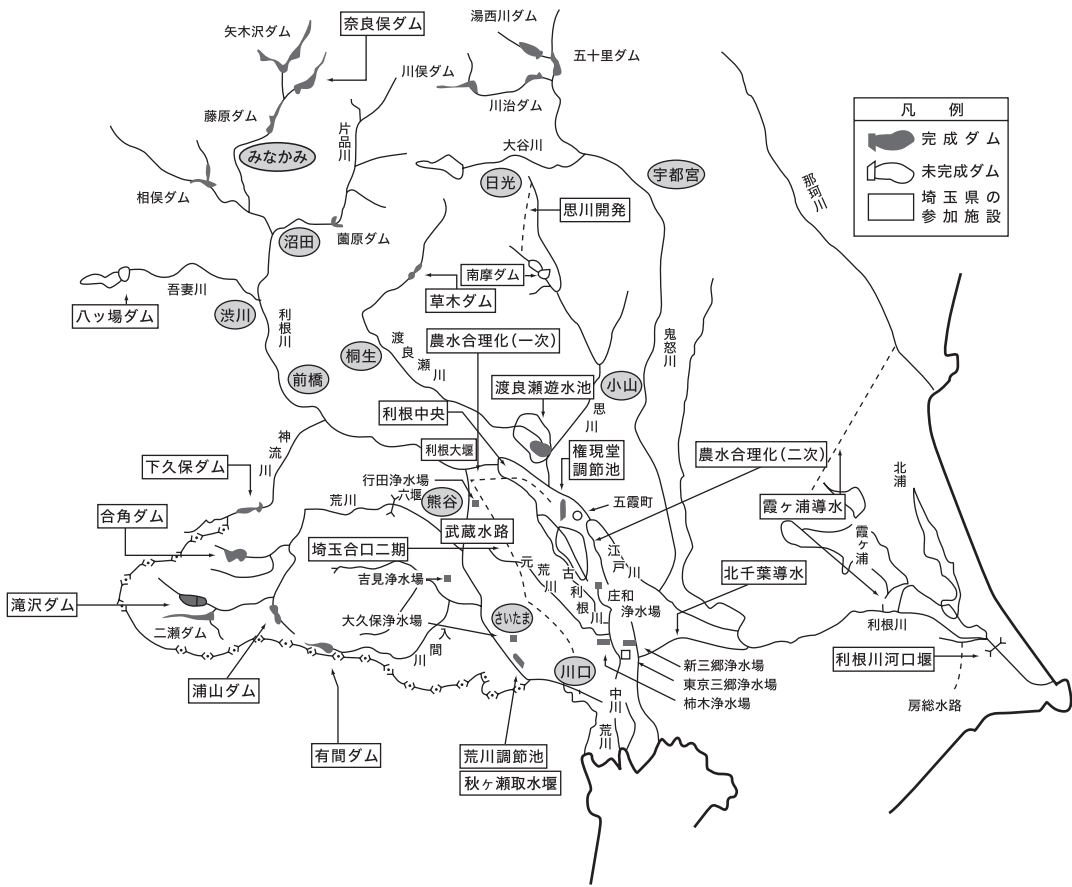 湯西川ダム
矢木沢ダム
奈良俣ダム
五十里ダム
川俣ダム
川治ダム
藤原ダム
片品川
みなかみ
大谷川
相俣ダム
日光
宇都宮
那珂川
凡 例
完成ダム
未完成ダム
埼玉県の
参加施設
沼田
薗原ダム
思川開発
南摩ダム
草木ダム
吾妻川
八ッ場ダム
渋川
利根川
前橋
桐生
渡良瀬川
農水合理化(一次)
鬼怒川
渡良瀬遊水池
小山
思川
利根中央
利根大堰
権現堂
調節池
農水合理化(二次)
神流川
下久保ダム
行田浄水場
六堰
熊谷
荒川
五霞町
北浦
霞ヶ浦導水
霞ヶ浦
合角ダム
武蔵水路
埼玉合口二期
吉見浄水場
元荒川
古利根川
江戸川
庄和
浄水場
北千葉導水
滝沢ダム
二瀬ダム
大久保浄水場
さいたま
入間川
利根川
利根川河口堰
浦山ダム
川口
新三郷浄水場
東京三郷浄水場
柿木浄水場
中川
荒川
房総水路
有間ダム
荒川調節池
秋ヶ瀬取水堰